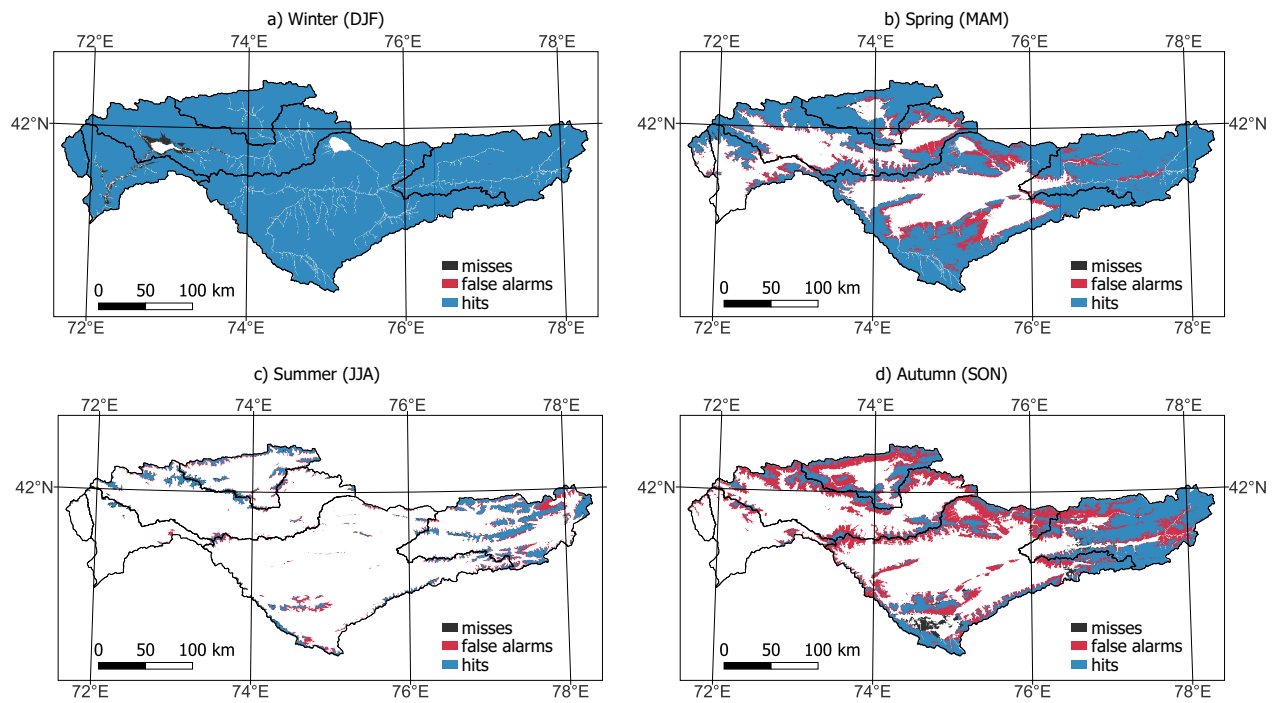 a) Winter (DJF)
72°E 74°E 76°E 78°E
42°N
misses
false alarms
hits
0 50 100 km
72°E 74°E 76°E 78°E
b) Spring (MAM)
72°E 74°E 76°E 78°E
42°N
misses
false alarms
hits
0 50 100 km
72°E 74°E 76°E 78°E
c) Summer (JJA)
72°E 74°E 76°E 78°E
42°N
misses
false alarms
hits
0 50 100 km
72°E 74°E 76°E 78°E
d) Autumn (SON)
72°E 74°E 76°E 78°E
42°N
misses
false alarms
hits
0 50 100 km
72°E 74°E 76°E 78°E